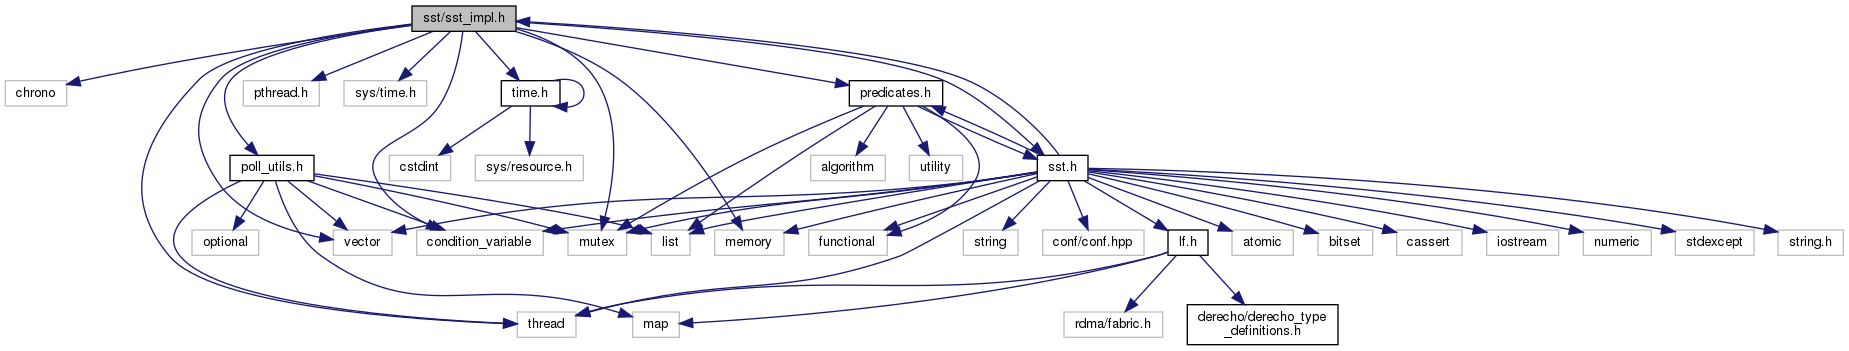 sst/sst_impl.h
chrono
pthread.h
sys/time.h
time.h
predicates.h
poll_utils.h
cstdint
sys/resource.h
algorithm
utility
sst.h
optional
vector
condition_variable
mutex
list
memory
functional
string
conf/conf.hpp
lf.h
atomic
bitset
cassert
iostream
numeric
stdexcept
string.h
thread
map
rdma/fabric.h
derecho/derecho_type
_definitions.h